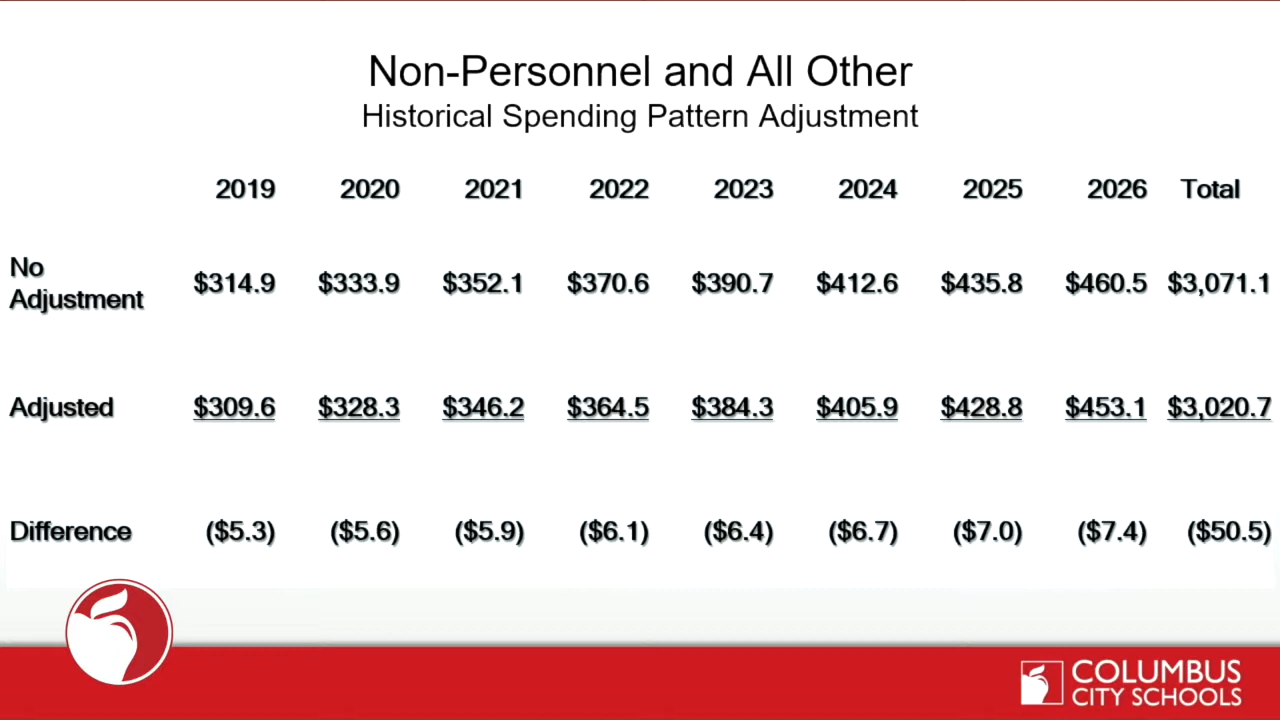 Non-Personnel and All Other
Historical Spending Pattern Adjustment
2019 2020 2021 2022 2023 2024 2025 2026 Total
No
Adjustment $314.9 $333.9 $352.1 $370.6 $390.7 $412.6 $435.8 $460.5 $3,071.1
Adjusted $309.6 $328.3 $346.2 $364.5 $384.3 $405.9 $428.8 $453.1 $3,020.7
Difference ($5.3) ($5.6) ($5.9) ($6.1) ($6.4) ($6.7) ($7.0) ($7.4) ($50.5)
COLUMBUS
CITY SCHOOLS